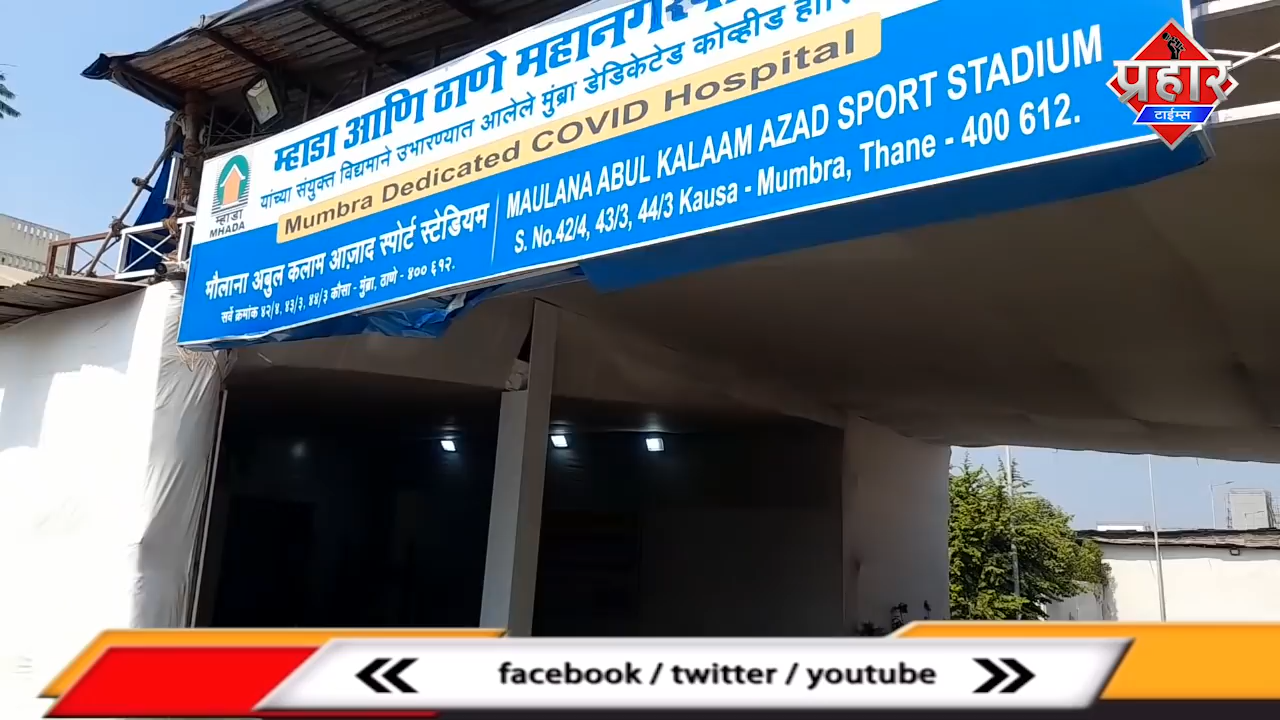 म्हाडा आणि ठाणे
यांच्या संयुक्त विद्यमाने उभारण्यात आलेले मुंब्रा डेडिकेटेड कोव्हीड
Mumbra Dedicated COVID Hospital
मौलाना अबुल कलाम आज़ाद स्पोर्ट स्टेडियम
सर्वे क्रमांक ४२/४, ४३/३, ४४/३ कौसा - मुंब्रा, ठाणे - ४०० ६१२.
MAULANA ABUL KALAAM AZAD SPORT STADIUM
S. No.42/4, 43/3, 44/3 Kausa - Mumbra, Thane - 400 612.
म्हाडा
MHADA
प्रहार
टाईम्स
facebook / twitter / youtube